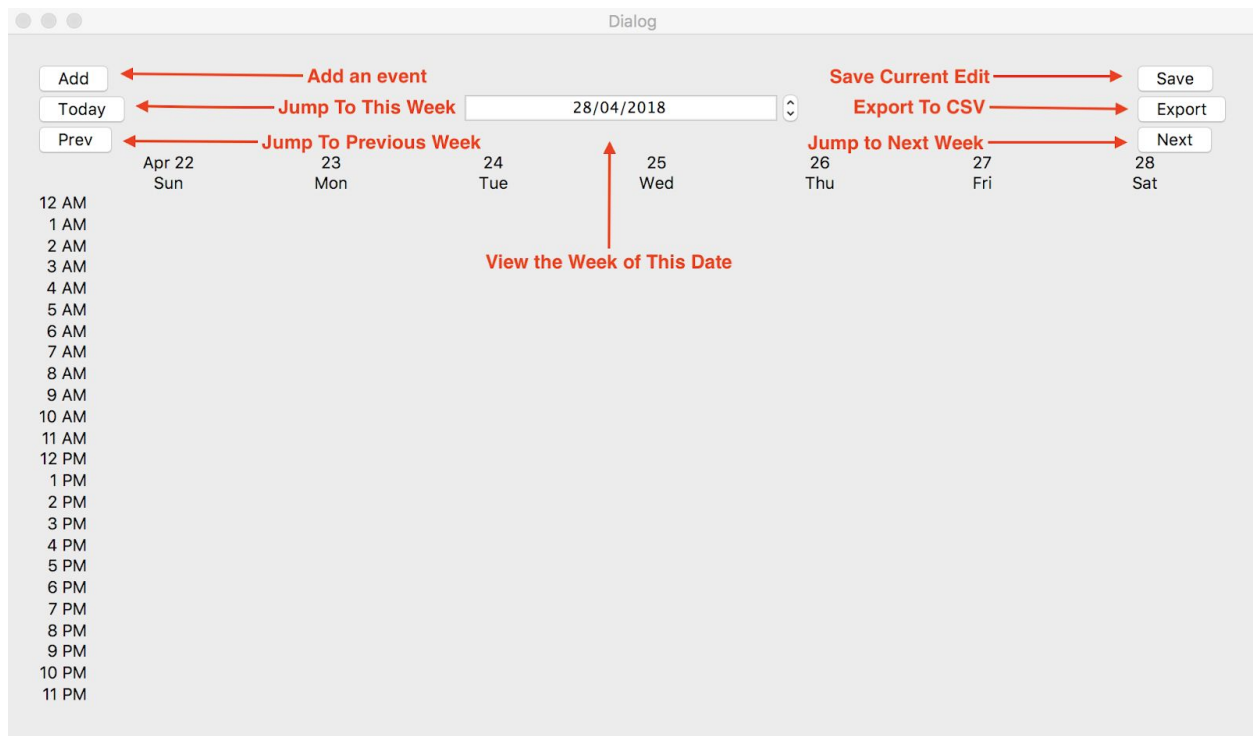 Dialog
Add Add an event Save Current Edit Save
Today Jump To This Week 28/04/2018 Export To CSV Export
Prev Jump To Previous Week Jump to Next Week Next
Apr 22 23 24 25 26 27 28
Sun Mon Tue Wed Thu Fri Sat
12 AM
1 AM
2 AM
3 AM
View the Week of This Date
4 AM
5 AM
6 AM
7 AM
8 AM
9 AM
10 AM
11 AM
12 PM
1 PM
2 PM
3 PM
4 PM
5 PM
6 PM
7 PM
8 PM
9 PM
10 PM
11 PM